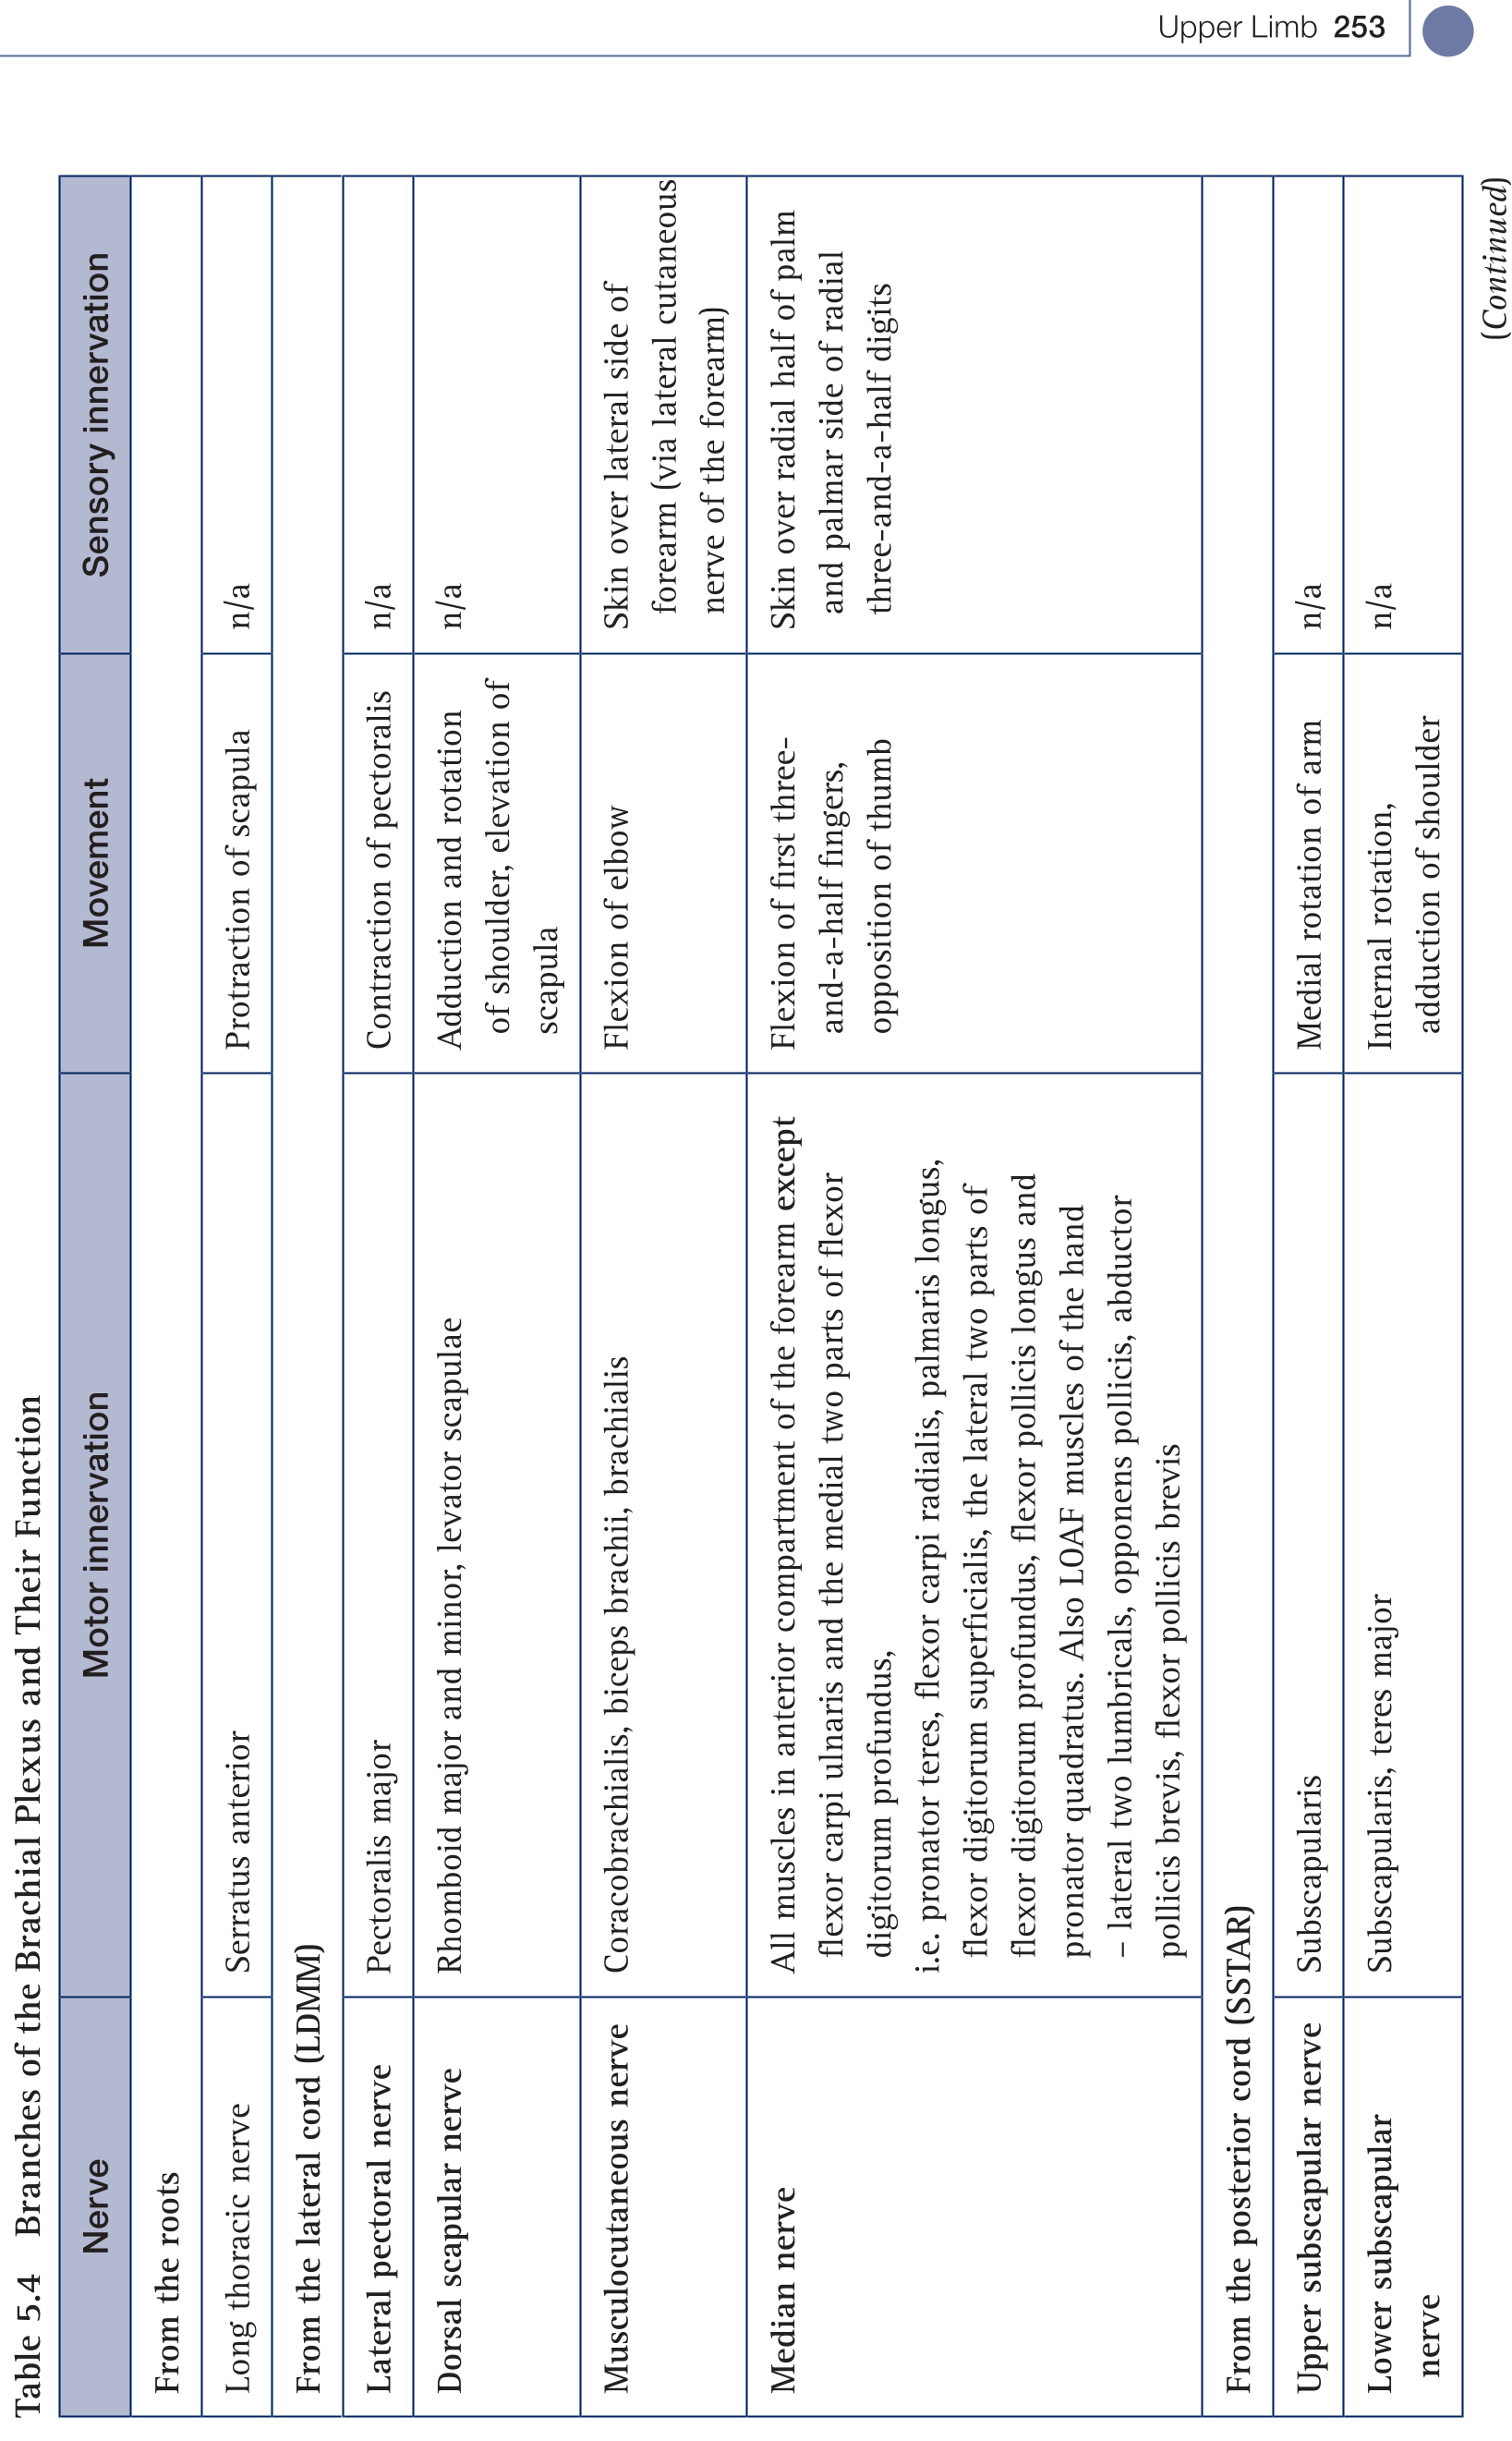 Upper Limb 253
Table 5.4 Branches of the Brachial Plexus and Their Function
Nerve Motor innervation Movement Sensory innervation
From the roots
Long thoracic nerve Serratus anterior Protraction of scapula n/a
From the lateral cord (LDMM)
Lateral pectoral nerve Pectoralis major Contraction of pectoralis n/a
Dorsal scapular nerve Rhomboid major and minor, levator scapulae Adduction and rotation n/a
of shoulder, elevation of
scapula
Musculocutaneous nerve Coracobrachialis, biceps brachii, brachialis Flexion of elbow Skin over lateral side of
forearm (via lateral cutaneous
nerve of the forearm)
Median nerve All muscles in anterior compartment of the forearm except Flexion of first three- Skin over radial half of palm
flexor carpi ulnaris and the medial two parts of flexor and-a-half fingers, and palmar side of radial
digitorum profundus, opposition of thumb three-and-a-half digits
i.e. pronator teres, flexor carpi radialis, palmaris longus,
flexor digitorum superficialis, the lateral two parts of
flexor digitorum profundus, flexor pollicis longus and
pronator quadratus. Also LOAF muscles of the hand
– lateral two lumbricals, opponens pollicis, abductor
pollicis brevis, flexor pollicis brevis
From the posterior cord (SSTAR)
Upper subscapular nerve Subscapularis Medial rotation of arm n/a
Lower subscapular Subscapularis, teres major Internal rotation, n/a
nerve adduction of shoulder
(Continued)